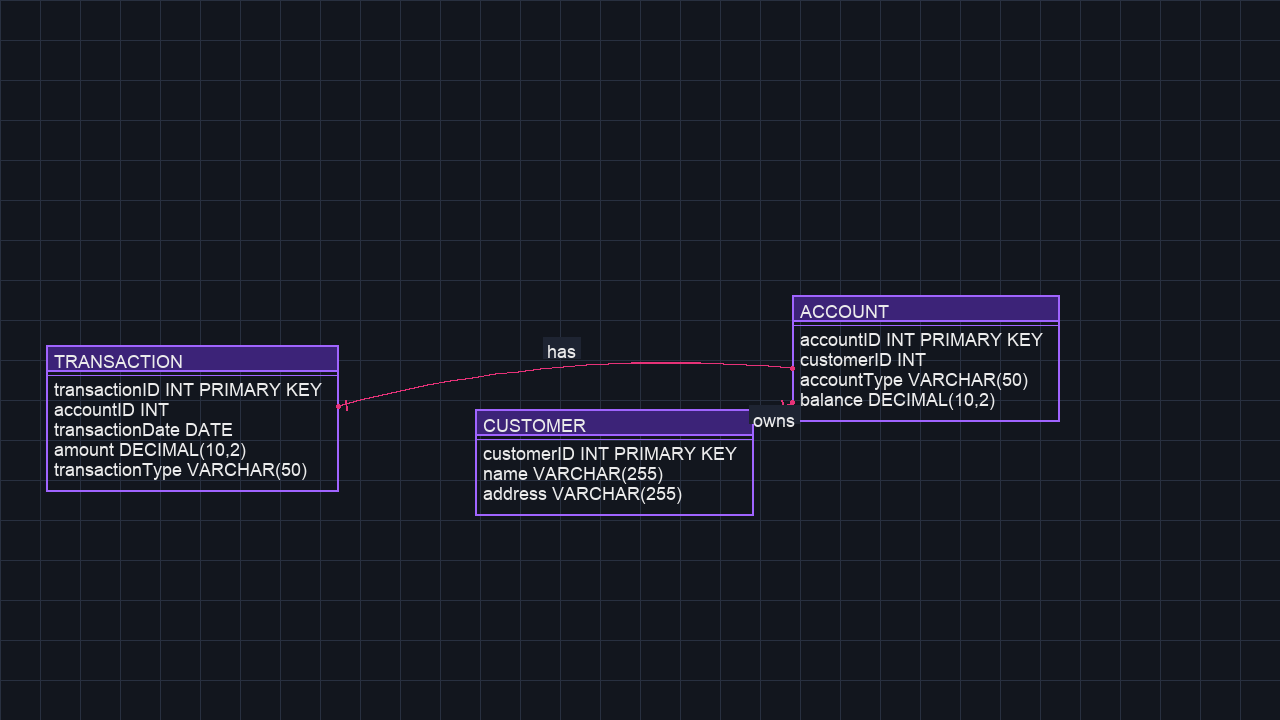 TRANSACTION
transactionID INT PRIMARY KEY
accountID INT
transactionDate DATE
amount DECIMAL(10,2)
transactionType VARCHAR(50)
has
CUSTOMER
customerID INT PRIMARY KEY
name VARCHAR(255)
address VARCHAR(255)
owns
ACCOUNT
accountID INT PRIMARY KEY
customerID INT
accountType VARCHAR(50)
balance DECIMAL(10,2)